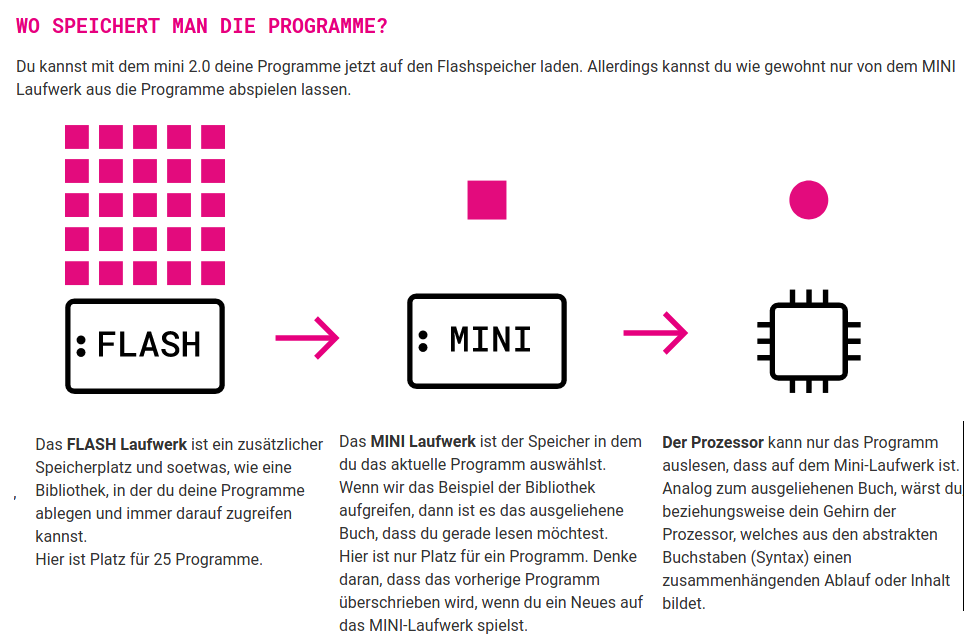 WO SPEICHERT MAN DIE PROGRAMME?
Du kannst mit dem mini 2.0 deine Programme jetzt auf den Flashspeicher laden. Allerdings kannst du wie gewohnt nur von dem MINI
Laufwerk aus die Programme abspielen lassen.
: FLASH
: MINI
Das FLASH Laufwerk ist ein zusätzlicher
Speicherplatz und soetwas, wie eine
Bibliothek, in der du deine Programme
ablegen und immer darauf zugreifen
kannst.
Hier ist Platz für 25 Programme.
Das MINI Laufwerk ist der Speicher in dem
du das aktuelle Programm auswählst.
Wenn wir das Beispiel der Bibliothek
aufgreifen, dann ist es das ausgeliehene
Buch, dass du gerade lesen möchtest.
Hier ist nur Platz für ein Programm. Denke
daran, dass das vorherige Programm
überschrieben wird, wenn du ein Neues auf
das MINI-Laufwerk spielst.
Der Prozessor kann nur das Programm
auslesen, dass auf dem Mini-Laufwerk ist.
Analog zum ausgeliehenen Buch, wärst du
beziehungsweise dein Gehirn der
Prozessor, welches aus den abstrakten
Buchstaben (Syntax) einen
zusammenhängenden Ablauf oder Inhalt
bildet.
,